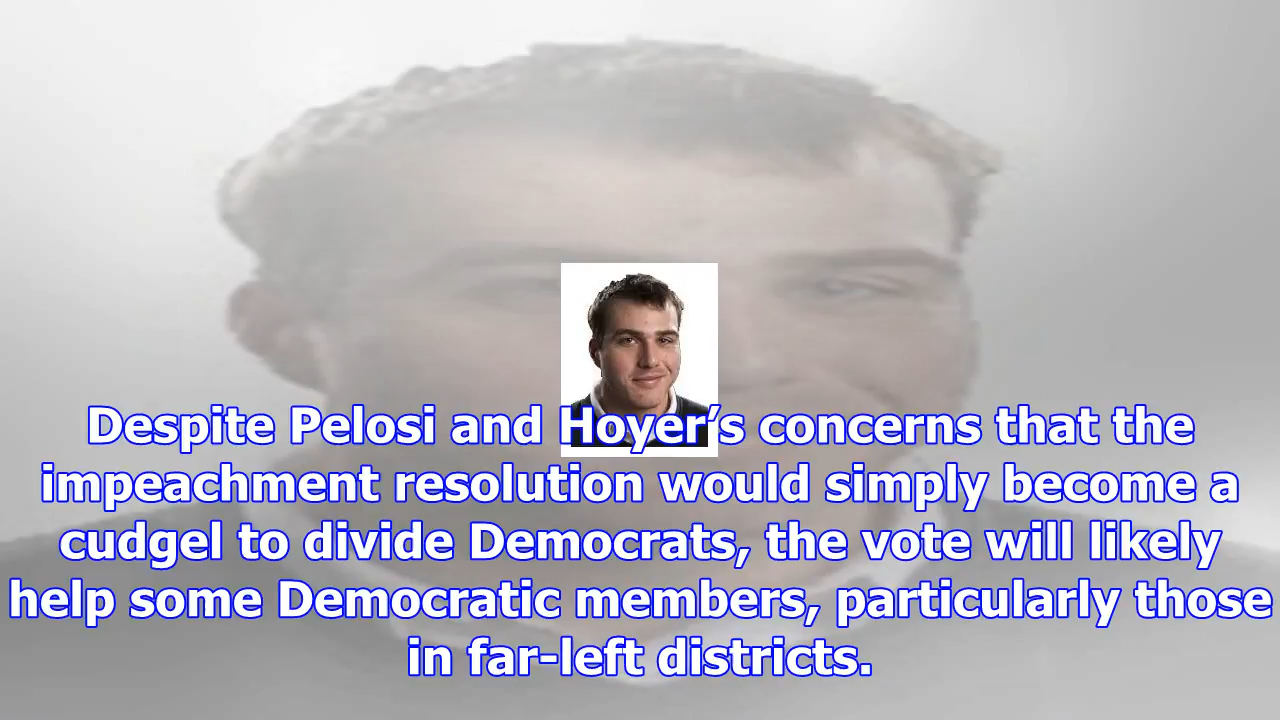 Despite Pelosi and Hoyer’s concerns that the
impeachment resolution would simply become a
cudgel to divide Democrats, the vote will likely
help some Democratic members, particularly those
in far-left districts.